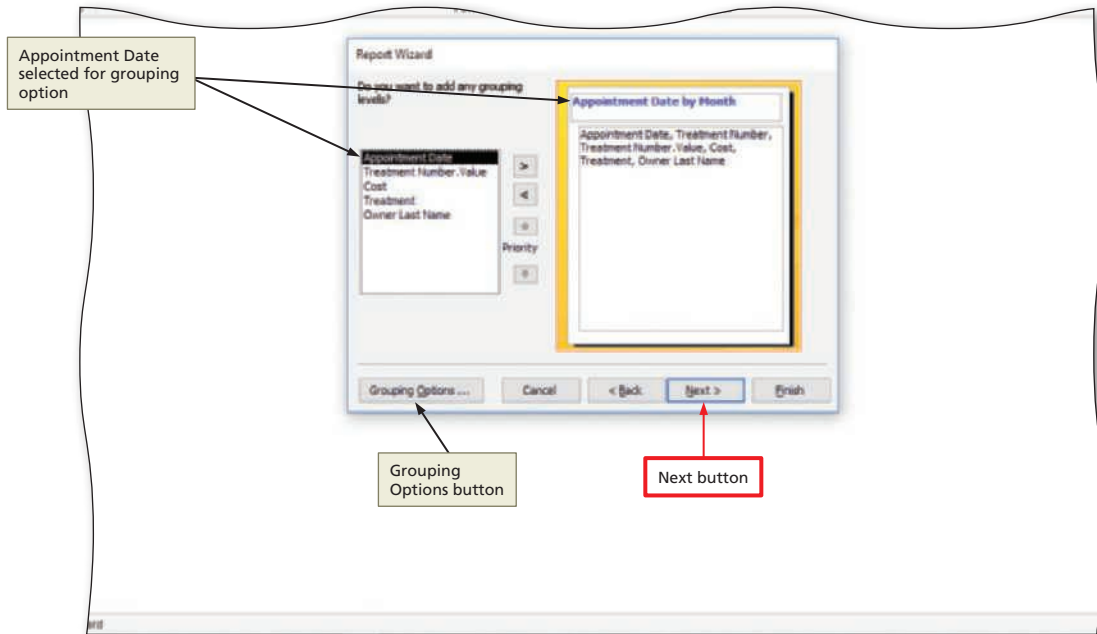 Appointment Date
selected for grouping
option
Report Wizard
Do you want to add any grouping
levels?
Appointment Date
Treatment Number.Value
Cost
Treatment
Owner Last Name
>
<
Priority
Appointment Date by Month
Appointment Date, Treatment Number,
Treatment Number.Value, Cost,
Treatment, Owner Last Name
Grouping Options ...
Cancel
< Back
Next >
Finish
Grouping
Options button
Next button